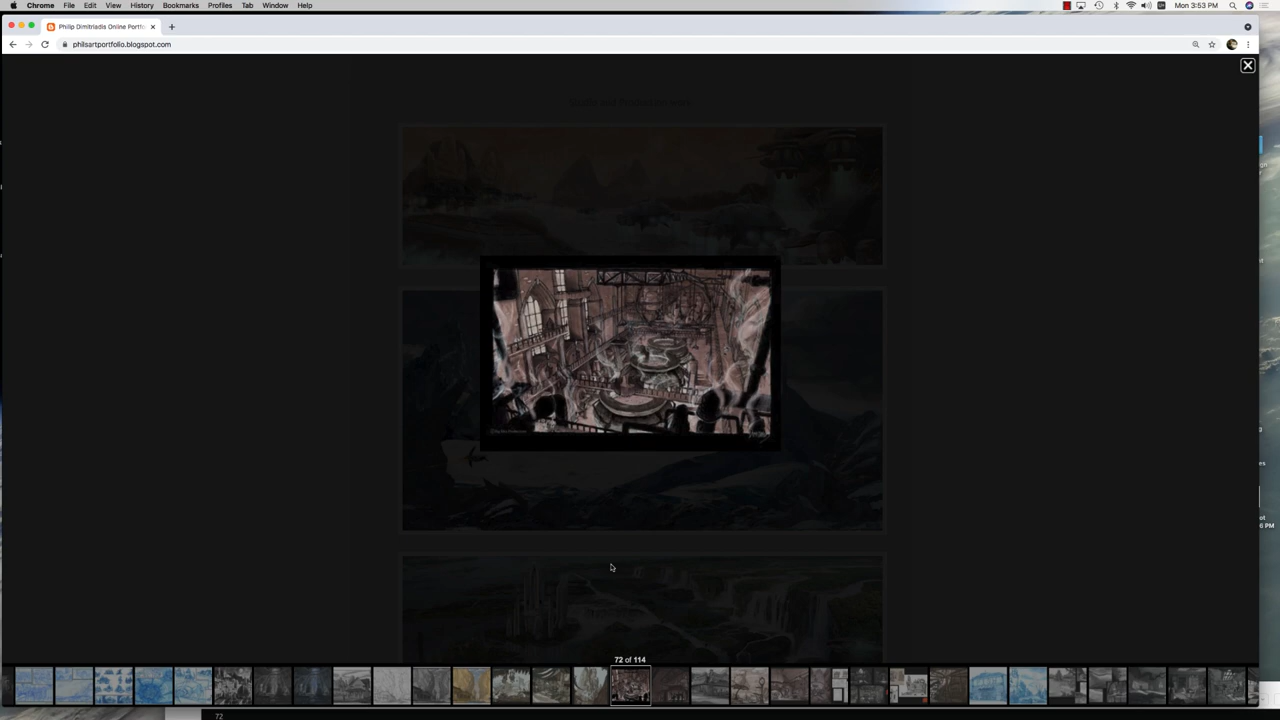 Chrome File Edit View History Bookmarks Profiles Tab Window Help
Mon 3:53 PM
Philip Dimitriadis Online Portfo
philsartportfolio.blogspot.com
72 of 114
72